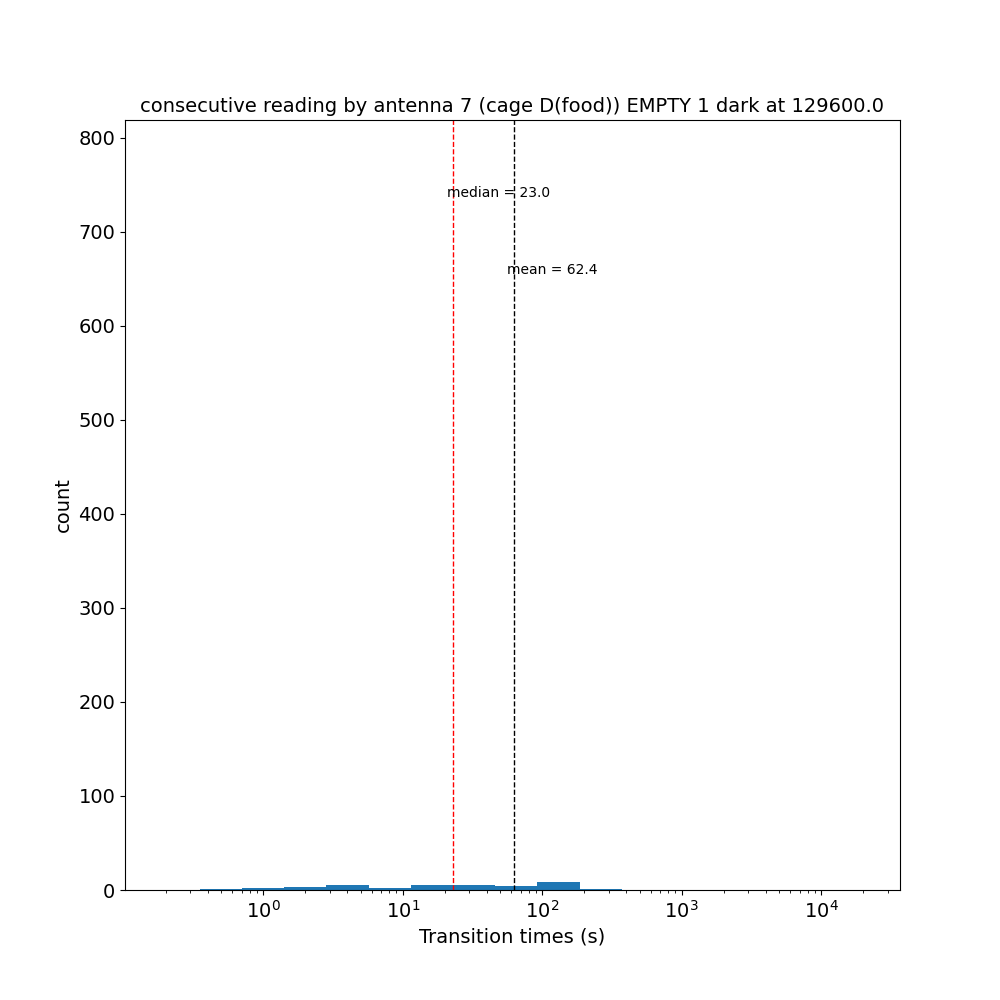 consecutive reading by antenna 7 (cage D(food)) EMPTY 1 dark at 129600.0
800
700
600
500
400
300
200
100
0
count
median = 23.0
mean = 62.4
10⁰ 10¹ 10² 10³ 10⁴
Transition times (s)